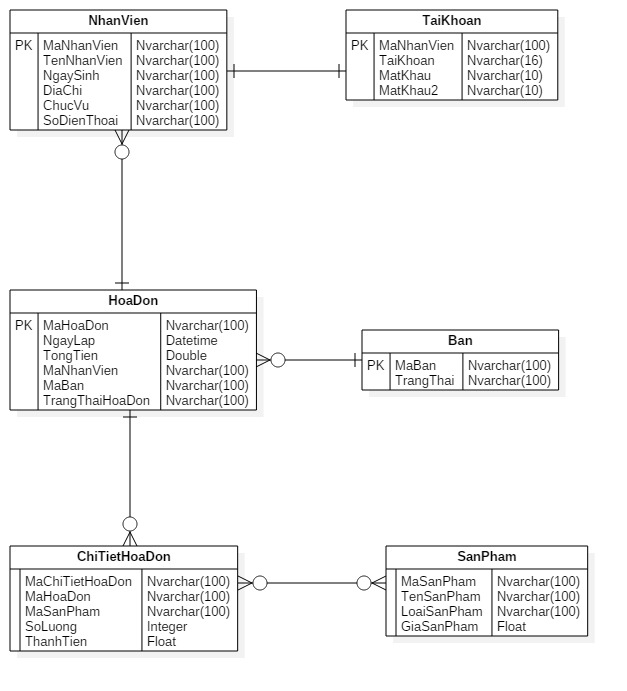 NhanVien
PK MaNhanVien Nvarchar(100)
TenNhanVien Nvarchar(100)
NgaySinh Nvarchar(100)
DiaChi Nvarchar(100)
ChucVu Nvarchar(100)
SoDienThoai Nvarchar(100)
TaiKhoan
PK MaNhanVien Nvarchar(100)
TaiKhoan Nvarchar(16)
MatKhau Nvarchar(10)
MatKhau2 Nvarchar(10)
HoaDon
PK MaHoaDon Nvarchar(100)
NgayLap Datetime
TongTien Double
MaNhanVien Nvarchar(100)
MaBan Nvarchar(100)
TrangThaiHoaDon Nvarchar(100)
Ban
PK MaBan Nvarchar(100)
TrangThai Nvarchar(100)
ChiTietHoaDon
MaChiTietHoaDon Nvarchar(100)
MaHoaDon Nvarchar(100)
MaSanPham Nvarchar(100)
SoLuong Integer
ThanhTien Float
SanPham
MaSanPham Nvarchar(100)
TenSanPham Nvarchar(100)
LoaiSanPham Nvarchar(100)
GiaSanPham Float